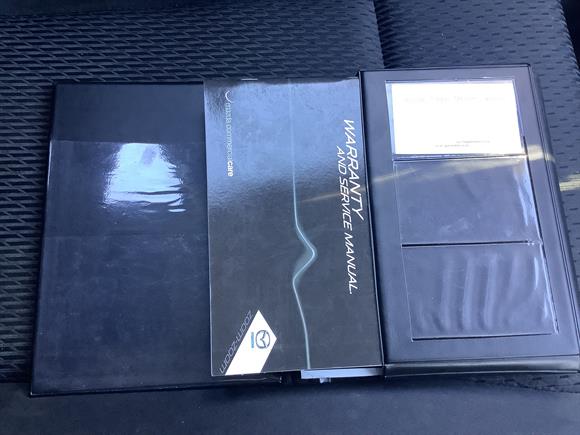 WARRANTY
AND SERVICE MANUAL.
mazda commercialcare
zoom-zoom